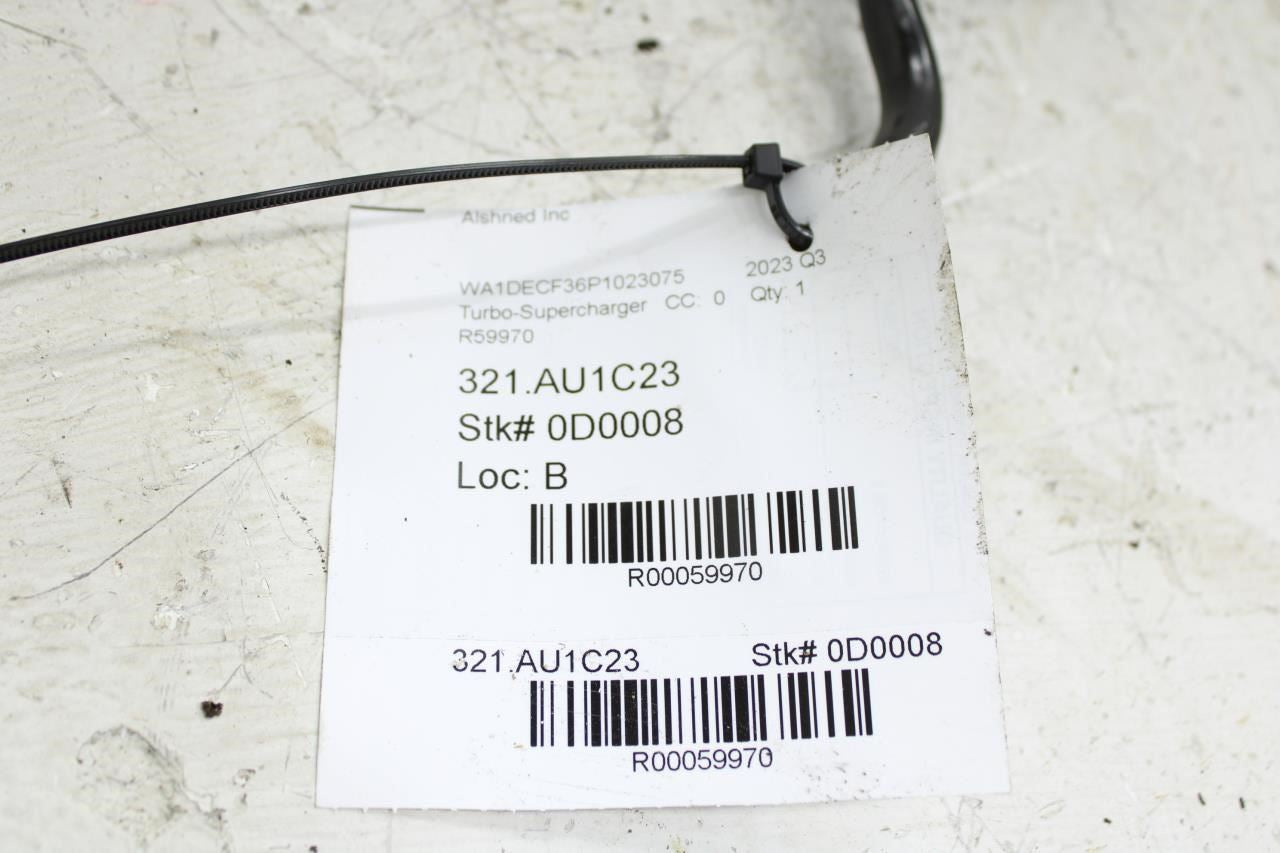 Alshned Inc
WA1DECF36P1023075 2023 Q3
Turbo-Supercharger CC: 0 Qty: 1
R59970
321.AU1C23
Stk# 0D0008
Loc: B
R00059970
321.AU1C23 Stk# 0D0008
R00059970